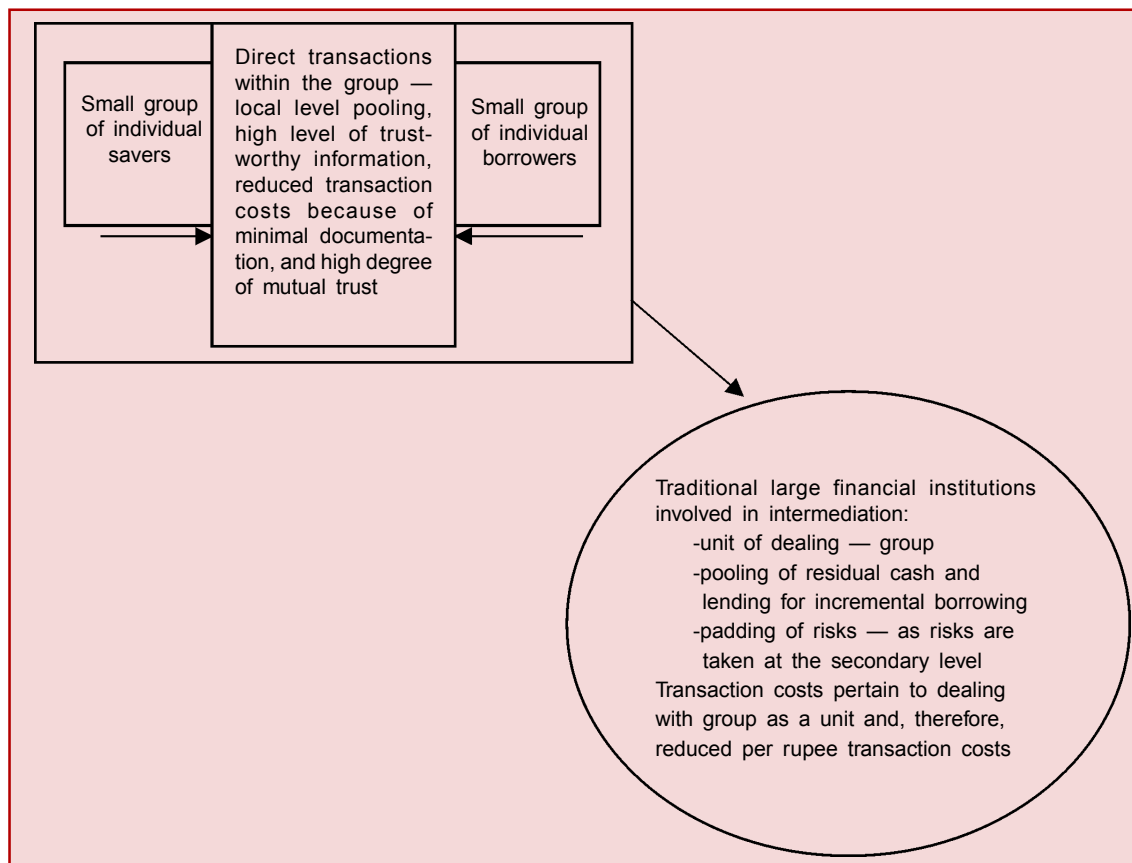 Small group
of individual
savers
Direct transactions
within the group —
local level pooling,
high level of trust-
worthy information,
reduced transaction
costs because of
minimal documenta-
tion, and high degree
of mutual trust
Small group
of individual
borrowers
Traditional large financial institutions
involved in intermediation:
-unit of dealing — group
-pooling of residual cash and
lending for incremental borrowing
-padding of risks — as risks are
taken at the secondary level
Transaction costs pertain to dealing
with group as a unit and, therefore,
reduced per rupee transaction costs